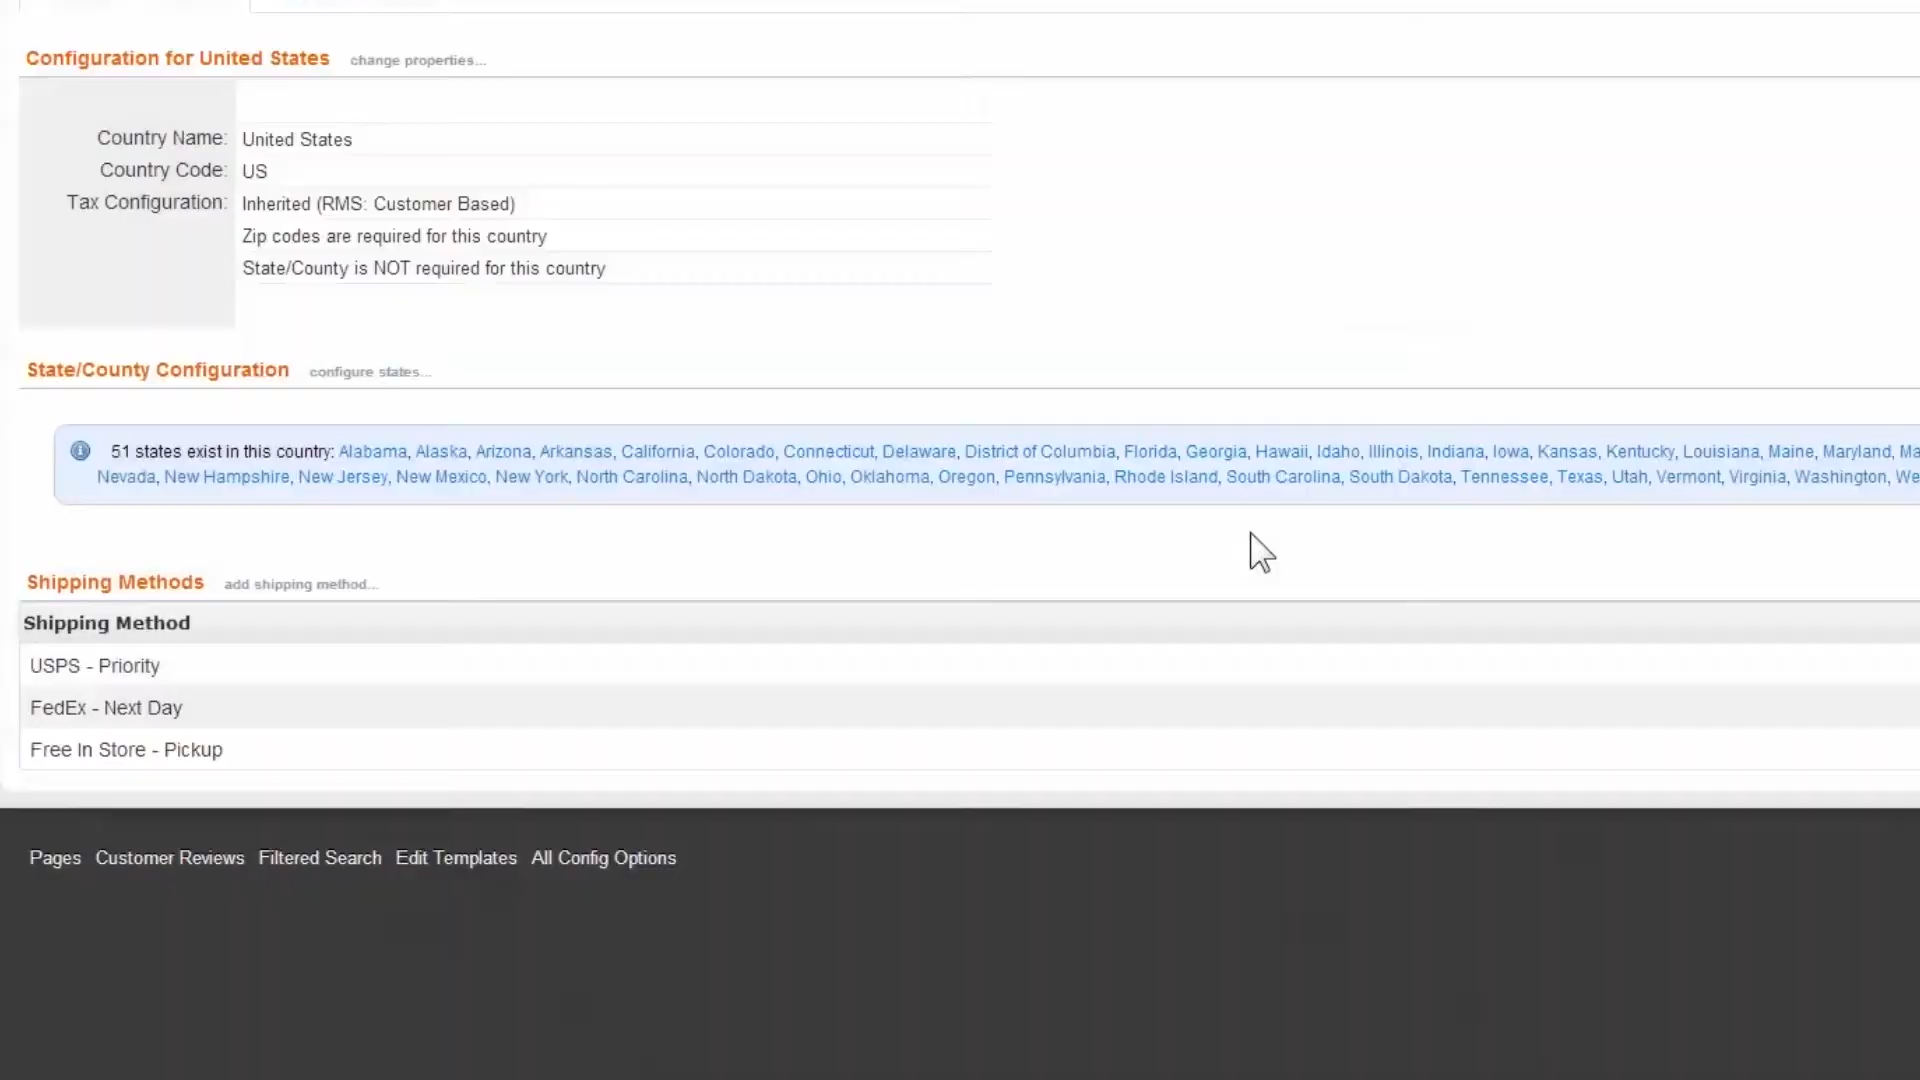 Configuration for United States change properties...
Country Name: United States
Country Code: US
Tax Configuration: Inherited (RMS: Customer Based)
Zip codes are required for this country
State/County is NOT required for this country
State/County Configuration configure states...
51 states exist in this country: Alabama, Alaska, Arizona, Arkansas, California, Colorado, Connecticut, Delaware, District of Columbia, Florida, Georgia, Hawaii, Idaho, Illinois, Indiana, Iowa, Kansas, Kentucky, Louisiana, Maine, Maryland, Ma
Nevada, New Hampshire, New Jersey, New Mexico, New York, North Carolina, North Dakota, Ohio, Oklahoma, Oregon, Pennsylvania, Rhode Island, South Carolina, South Dakota, Tennessee, Texas, Utah, Vermont, Virginia, Washington, We
Shipping Methods add shipping method...
Shipping Method
USPS - Priority
FedEx - Next Day
Free In Store - Pickup
Pages Customer Reviews Filtered Search Edit Templates All Config Options